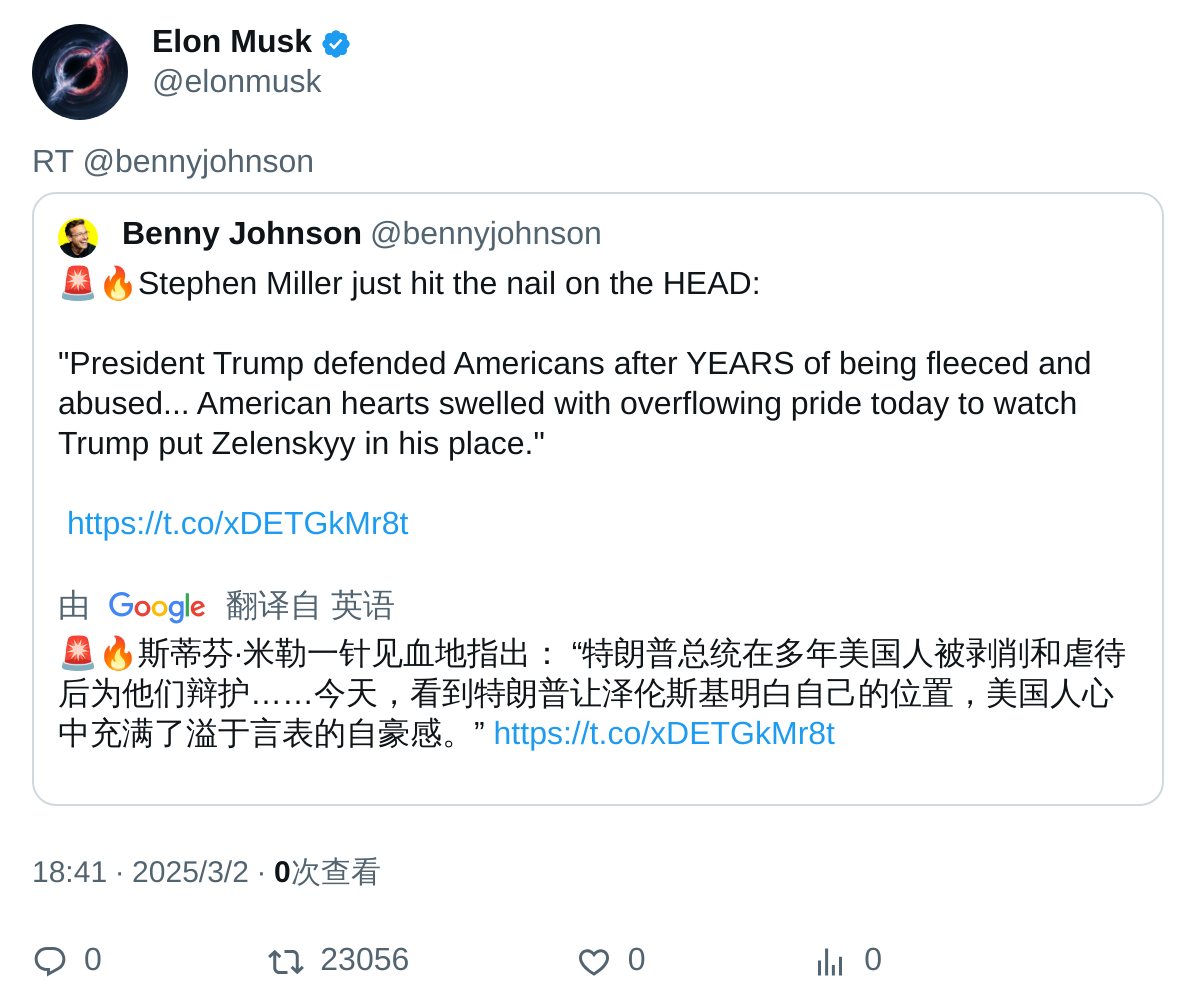 Elon Musk
@elonmusk
RT @bennyjohnson
Benny Johnson @bennyjohnson
🚨🔥Stephen Miller just hit the nail on the HEAD:
"President Trump defended Americans after YEARS of being fleeced and
abused... American hearts swelled with overflowing pride today to watch
Trump put Zelenskyy in his place."
https://t.co/xDETGkMr8t
由 Google 翻译自 英语
🚨🔥斯蒂芬·米勒一针见血地指出： “特朗普总统在多年美国人被剥削和虐待
后为他们辩护……今天，看到特朗普让泽伦斯基明白自己的位置，美国人心
中充满了溢于言表的自豪感。” https://t.co/xDETGkMr8t
18:41 · 2025/3/2 · 0次查看
0 23056 0 0